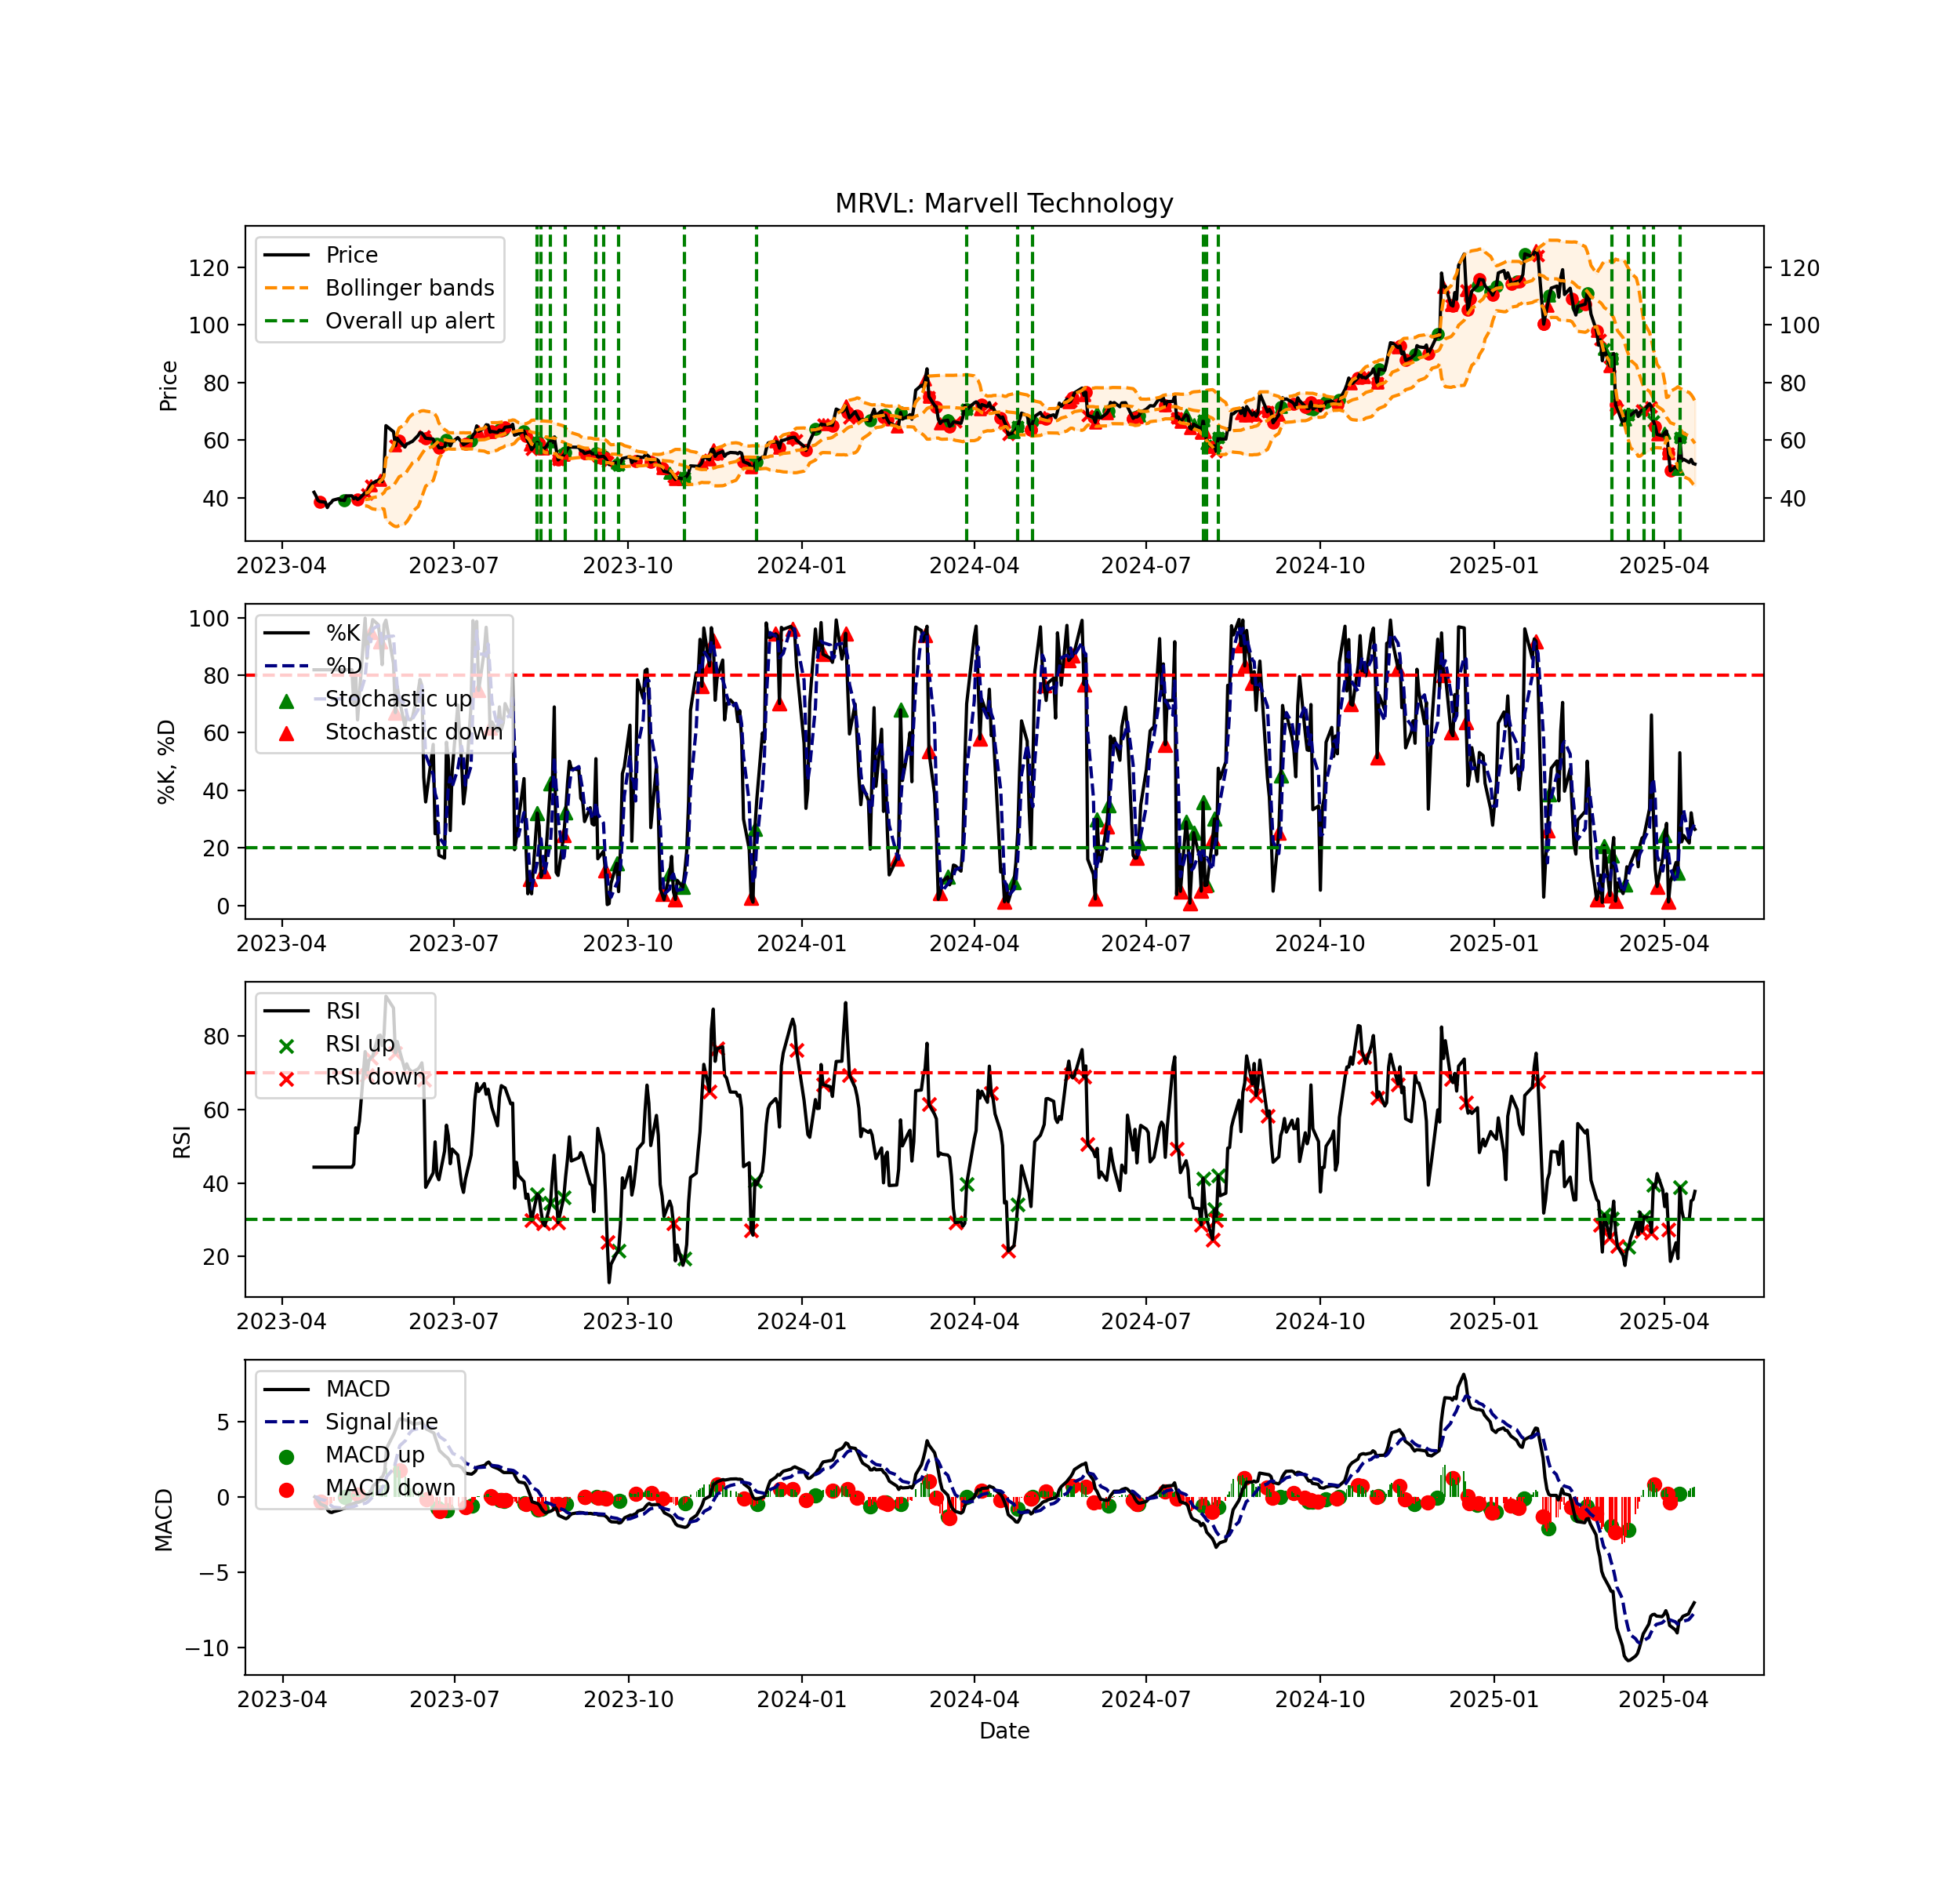 MRVL: Marvell Technology
Price
Bollinger bands
Overall up alert
Price
120
100
80
60
40
120
100
80
60
40
2023-04 2023-07 2023-10 2024-01 2024-04 2024-07 2024-10 2025-01 2025-04
%K
%D
Stochastic up
Stochastic down
%K, %D
100
80
60
40
20
0
2023-04 2023-07 2023-10 2024-01 2024-04 2024-07 2024-10 2025-01 2025-04
RSI
RSI up
RSI down
RSI
80
60
40
20
2023-04 2023-07 2023-10 2024-01 2024-04 2024-07 2024-10 2025-01 2025-04
MACD
Signal line
MACD up
MACD down
MACD
5
0
−5
−10
2023-04 2023-07 2023-10 2024-01 2024-04 2024-07 2024-10 2025-01 2025-04
Date